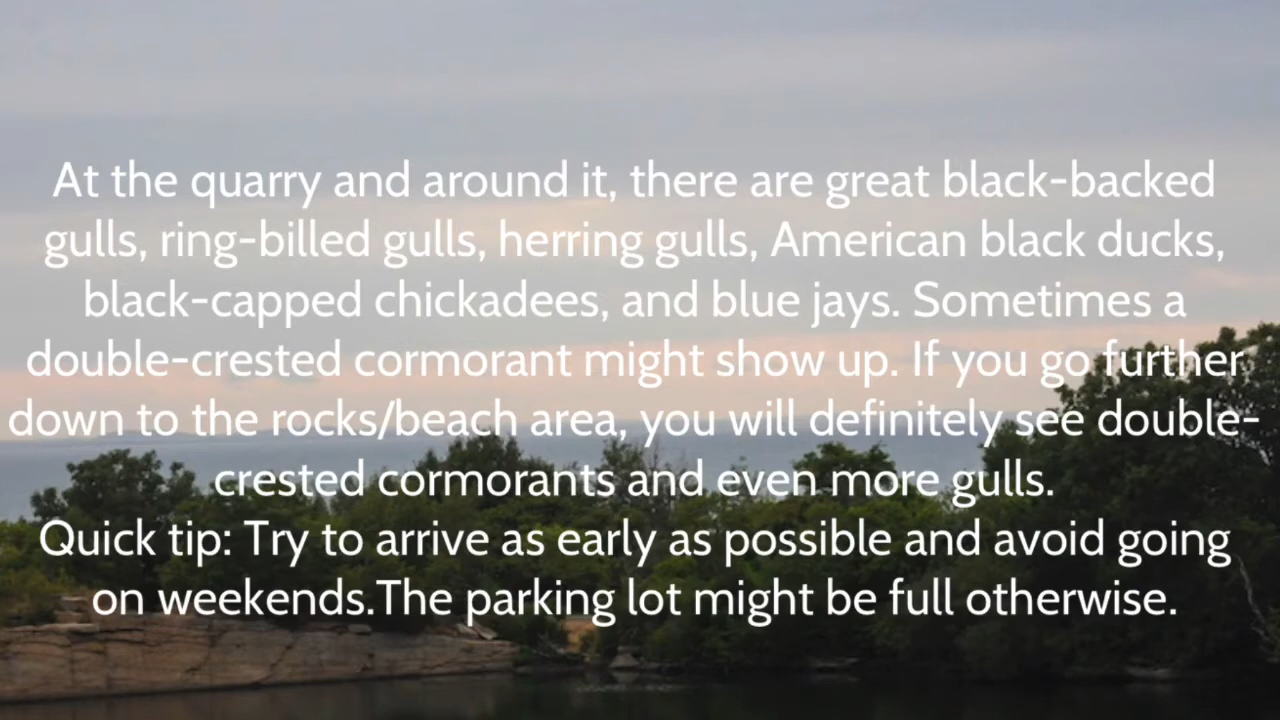 At the quarry and around it, there are great black-backed
gulls, ring-billed gulls, herring gulls, American black ducks,
black-capped chickadees, and blue jays. Sometimes a
double-crested cormorant might show up. If you go further
down to the rocks/beach area, you will definitely see double-
crested cormorants and even more gulls.
Quick tip: Try to arrive as early as possible and avoid going
on weekends.The parking lot might be full otherwise.